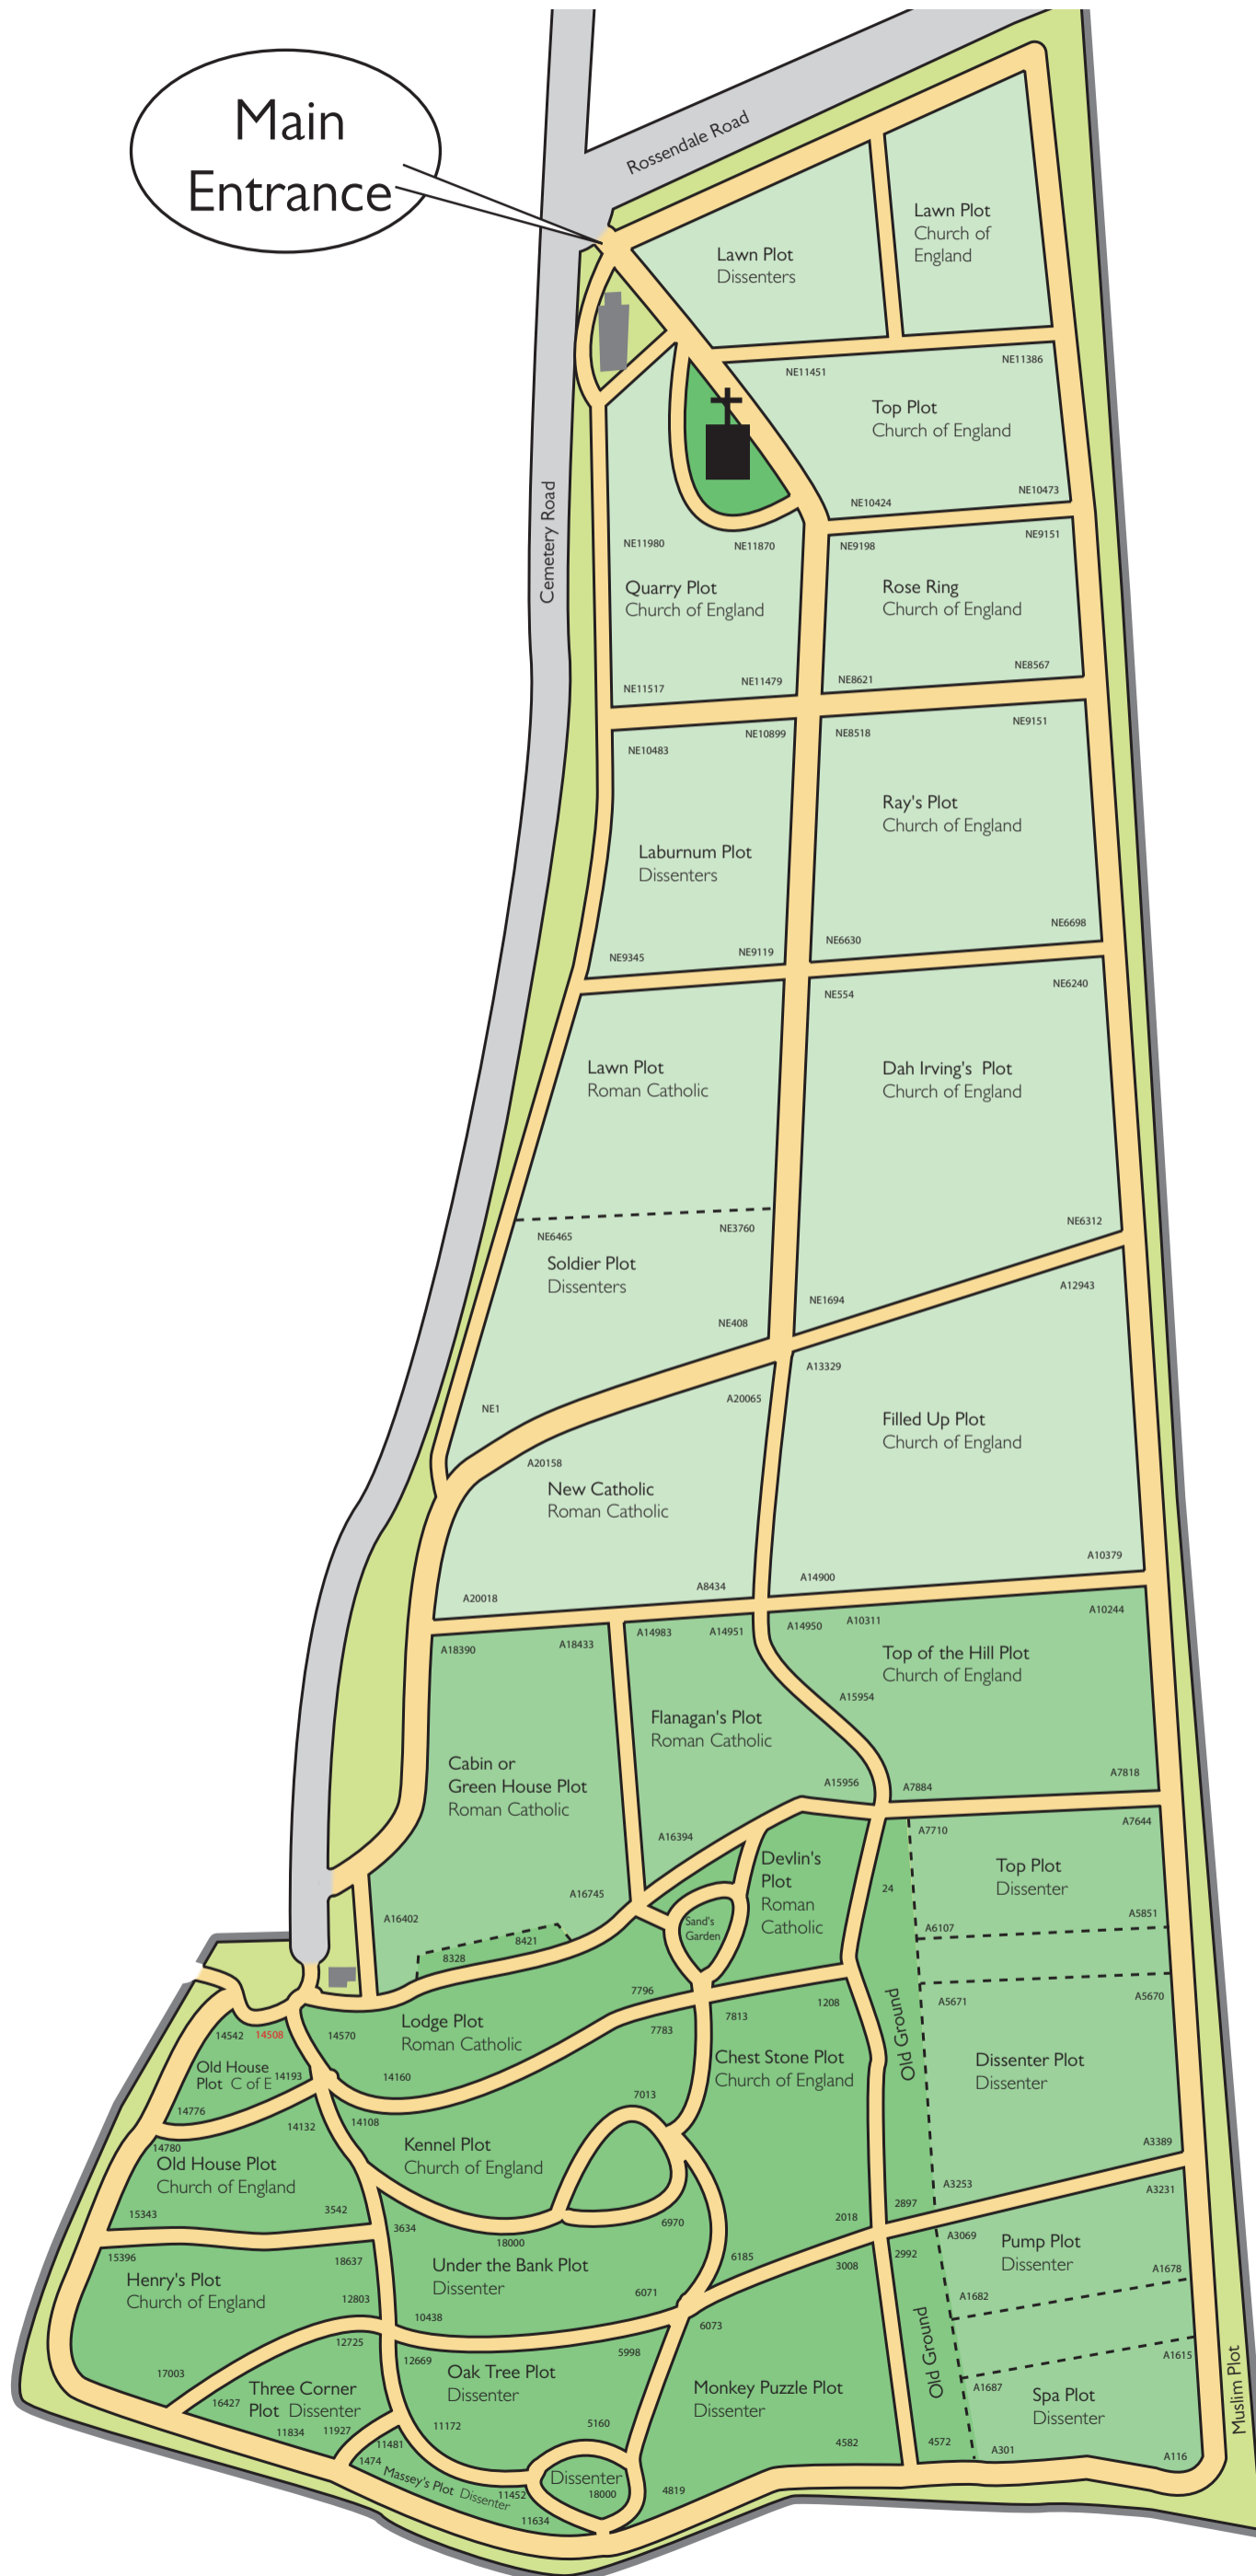 Main
Entrance
Rossendale Road
Lawn Plot
Church of
England
Lawn Plot
Dissenters
NE11386
NE11451
Top Plot
Church of England
NE10473
NE10424
Cemetery Road
NE11980
NE11870
NE9198
NE9151
Quarry Plot
Church of England
Rose Ring
Church of England
NE8567
NE11517
NE11479
NE8621
NE10483
NE10899
NE8518
NE9151
Ray's Plot
Church of England
Laburnum Plot
Dissenters
NE6698
NE9345
NE9119
NE6630
NE554
NE6240
Lawn Plot
Roman Catholic
Dah Irving's Plot
Church of England
NE6465
NE3760
NE6312
Soldier Plot
Dissenters
NE408
NE1694
A12943
NE1
A20065
A13329
Filled Up Plot
Church of England
A20158
New Catholic
Roman Catholic
A10379
A20018
A8434
A14900
A18390
A18433
A14983
A14951
A14950
A10311
A10244
Top of the Hill Plot
Church of England
A15954
Flanagan's Plot
Roman Catholic
Cabin or
Green House Plot
Roman Catholic
A15956
A7884
A7818
A16394
A7710
A7644
Devlin's
Plot
Roman
Catholic
Top Plot
Dissenter
24
A16745
A16402
Sand's
Garden
A6107
A5851
8421
8328
7796
7783
7813
1208
A5671
A5670
Old Ground
14542
14508
14570
Lodge Plot
Roman Catholic
Old House
Plot C of E
14193
14160
Chest Stone Plot
Church of England
Dissenter Plot
Dissenter
14776
14132
14108
7013
14780
Old House Plot
Church of England
Kennel Plot
Church of England
A3389
A3253
A3231
15343
3542
3634
18000
6970
2018
2897
15396
18637
6185
3008
2992
A3069
Pump Plot
Dissenter
Henry's Plot
Church of England
Under the Bank Plot
Dissenter
12803
10438
6071
A1682
A1678
12725
6073
Old Ground
17003
12669
5998
A1615
Oak Tree Plot
Dissenter
Three Corner
Plot Dissenter
16427
Monkey Puzzle Plot
Dissenter
A1687
Spa Plot
Dissenter
Muslim Plot
11834
11927
11172
5160
11481
4582
4572
A301
A116
1474
Massey's Plot Dissenter
11452
Dissenter
18000
4819
11634